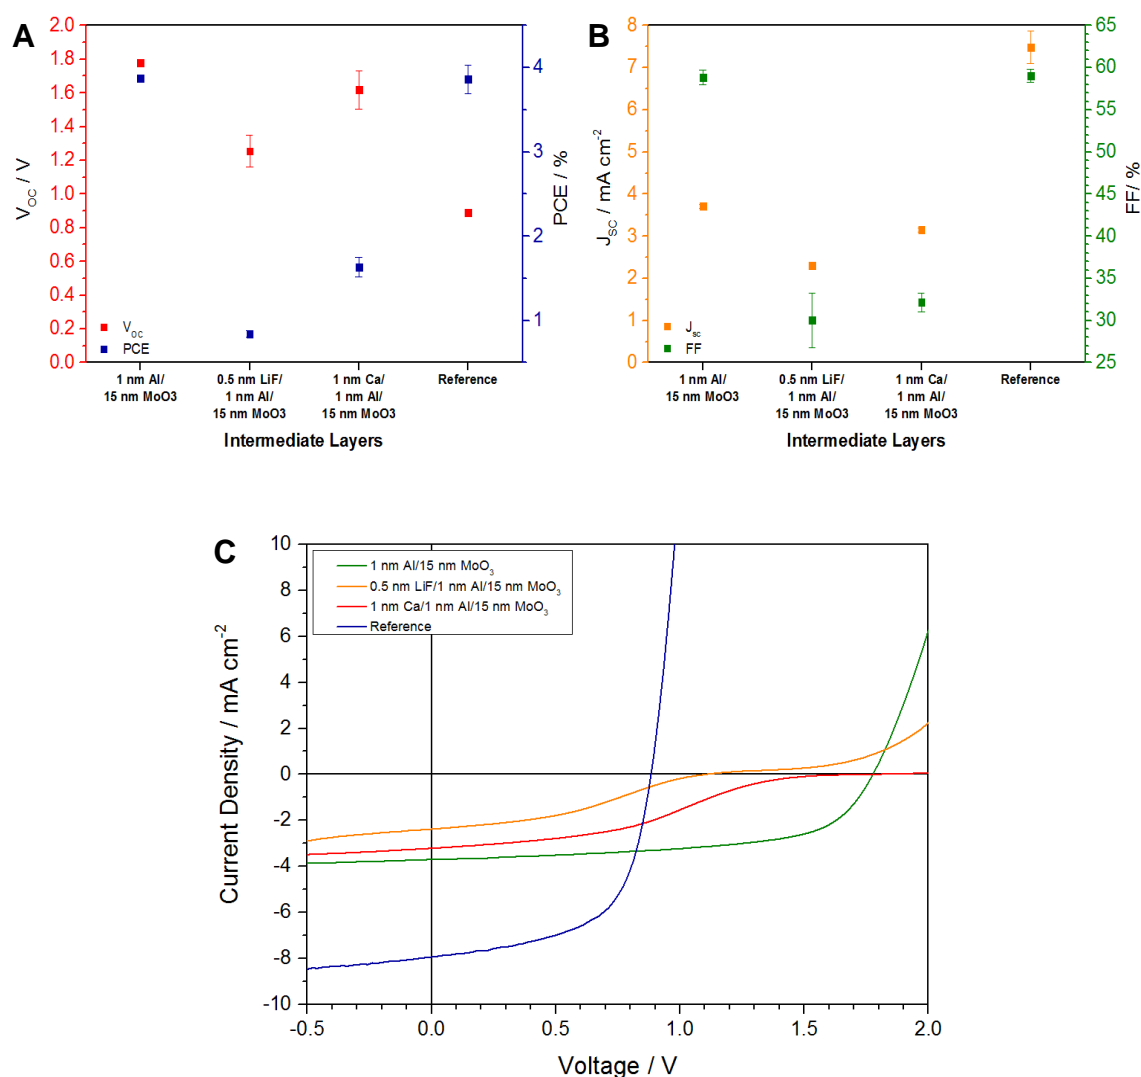 A
2.0
1.8
1.6
1.4
1.2
1.0
0.8
0.6
0.4
0.2
0.0
V_OC / V
4
3
2
1
PCE / %
V_OC
PCE
1 nm Al/
15 nm MoO3
0.5 nm LiF/
1 nm Al/
15 nm MoO3
1 nm Ca/
1 nm Al/
15 nm MoO3
Reference
Intermediate Layers
B
8
7
6
5
4
3
2
1
0
J_SC / mA cm⁻²
65
60
55
50
45
40
35
30
25
FF/ %
J_sc
FF
1 nm Al/
15 nm MoO3
0.5 nm LiF/
1 nm Al/
15 nm MoO3
1 nm Ca/
1 nm Al/
15 nm MoO3
Reference
Intermediate Layers
C
10
8
6
4
2
0
-2
-4
-6
-8
-10
Current Density / mA cm⁻²
1 nm Al/15 nm MoO₃
0.5 nm LiF/1 nm Al/15 nm MoO₃
1 nm Ca/1 nm Al/15 nm MoO₃
Reference
-0.5 0.0 0.5 1.0 1.5 2.0
Voltage / V